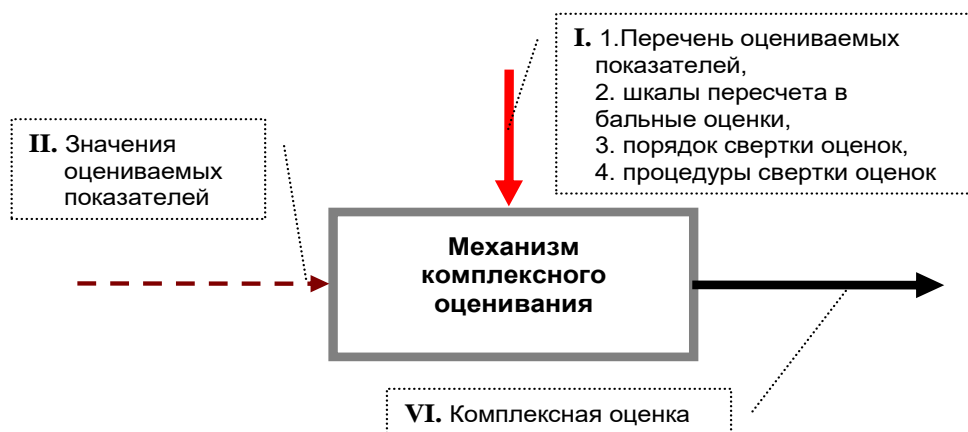 I. 1.Перечень оцениваемых
показателей,
2. шкалы пересчета в
бальные оценки,
3. порядок свертки оценок,
4. процедуры свертки оценок
II. Значения
оцениваемых
показателей
Механизм
комплексного
оценивания
VI. Комплексная оценка